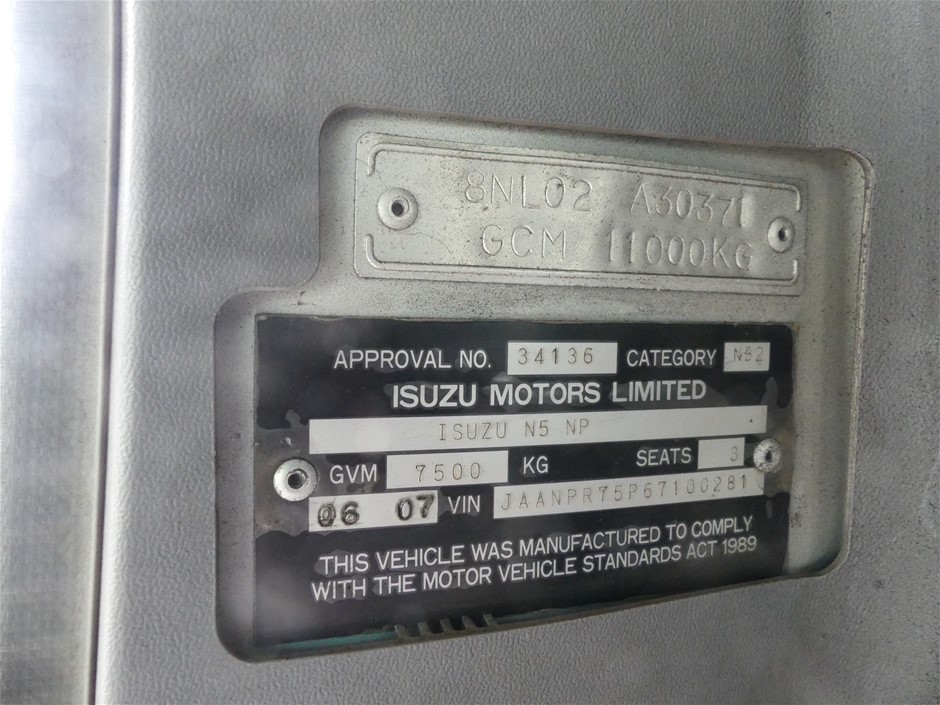 8NL02 A30371
GCM 11000KG
APPROVAL NO. 34136 CATEGORY NB2
ISUZU MOTORS LIMITED
ISUZU N5 NP
GVM 7500 KG SEATS 3
06 07 VIN JAANPR75P67100281
THIS VEHICLE WAS MANUFACTURED TO COMPLY
WITH THE MOTOR VEHICLE STANDARDS ACT 1989